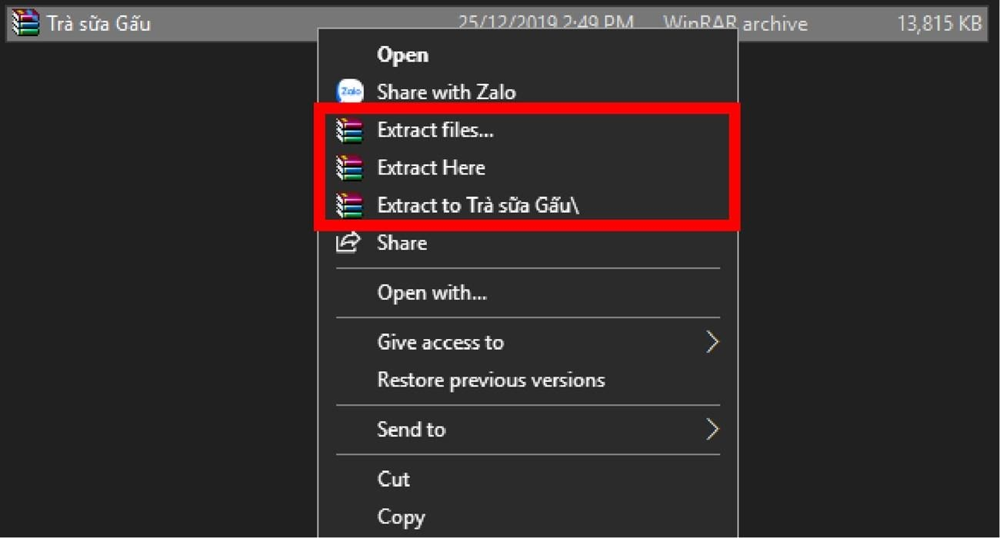 Trà sữa Gấu 25/12/2019 2:49 PM WinRAR archive 13,815 KB
Open
Zalo Share with Zalo
Extract files...
Extract Here
Extract to Trà sữa Gấu\
Share
Open with...
Give access to
Restore previous versions
Send to
Cut
Copy